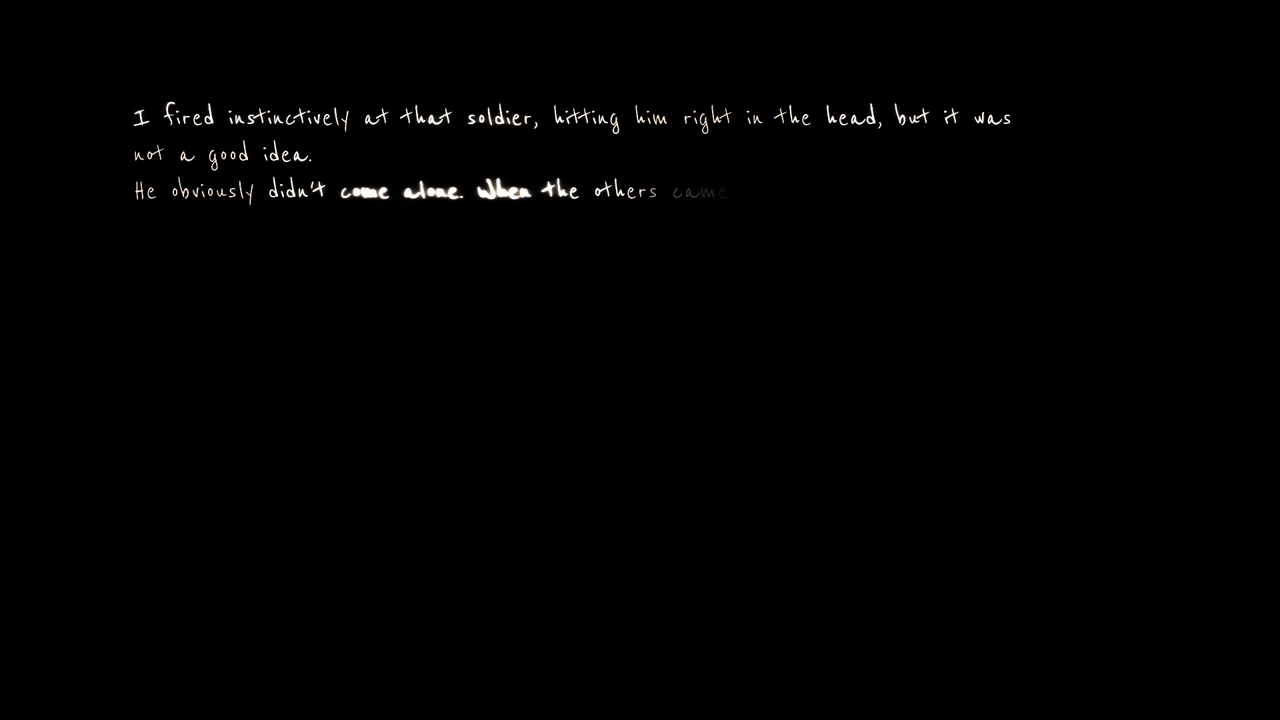 I fired instinctively at that soldier, hitting him right in the head, but it was
not a good idea.
He obviously didn't come alone. When the others came